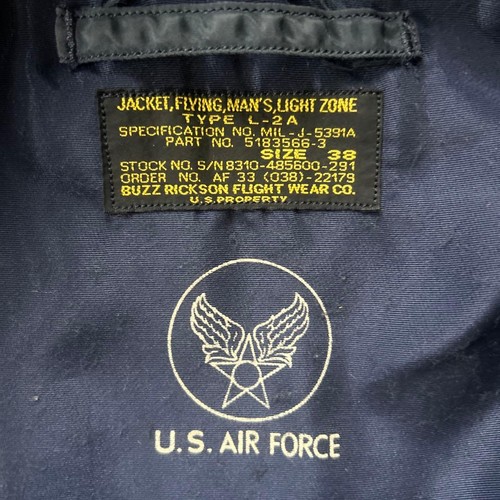 JACKET, FLYING, MAN'S, LIGHT ZONE
TYPE L-2A
SPECIFICATION NO. MIL-J-5391A
PART NO. 5183566-3
SIZE 38
STOCK NO. S/N 8310-485600-291
ORDER NO. AF 33 (038)-22179
BUZZ RICKSON FLIGHT WEAR CO.
U.S. PROPERTY
U.S. AIR FORCE